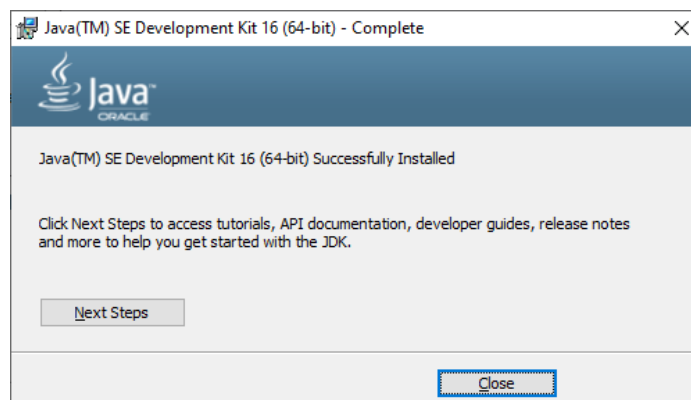 Java(TM) SE Development Kit 16 (64-bit) - Complete
Java™
ORACLE
Java(TM) SE Development Kit 16 (64-bit) Successfully Installed
Click Next Steps to access tutorials, API documentation, developer guides, release notes
and more to help you get started with the JDK.
Next Steps
Close